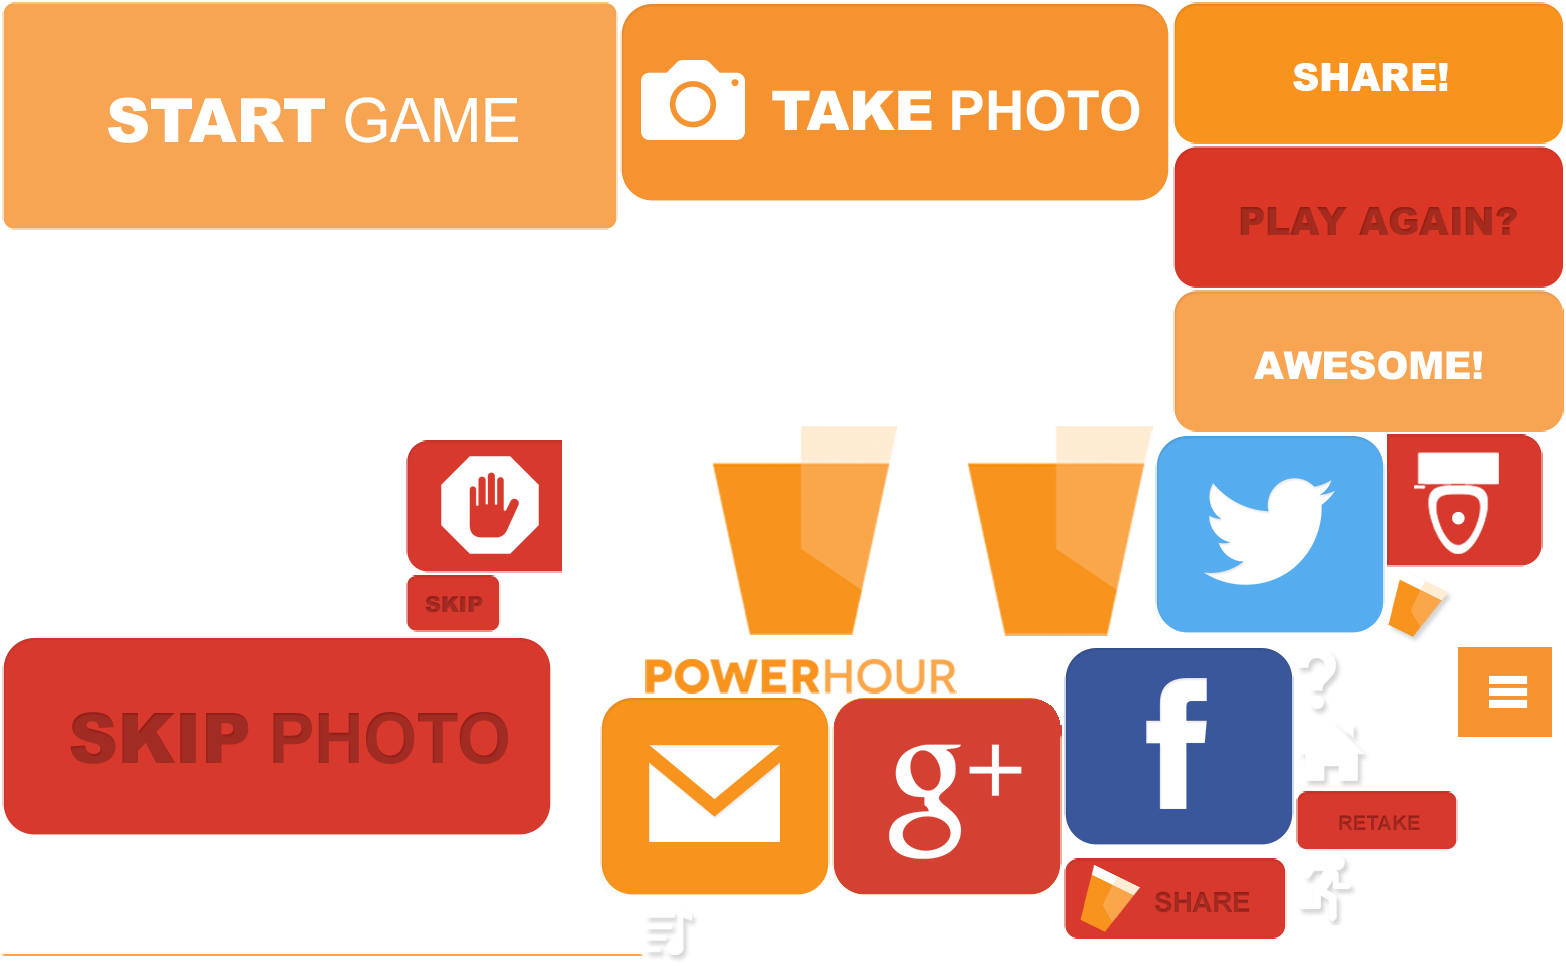 START GAME
TAKE PHOTO
SHARE!
PLAY AGAIN?
AWESOME!
SKIP
POWERHOUR
SKIP PHOTO
g+
f
?
RETAKE
SHARE